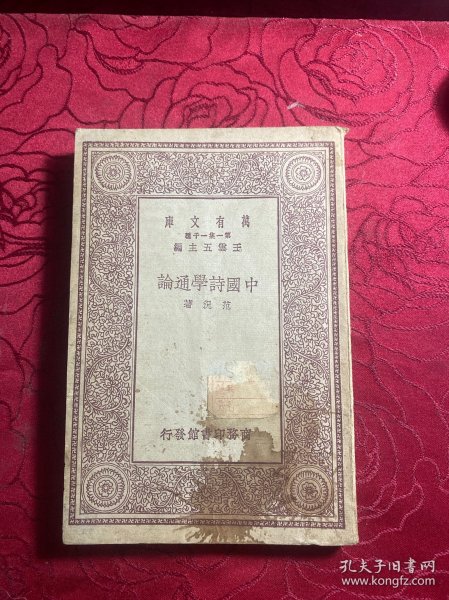 庫文有萬
種千一集一第
編主五雲王
論通學詩國中
著況范
行發館書印務商
孔夫子旧书网
www.kongfz.com